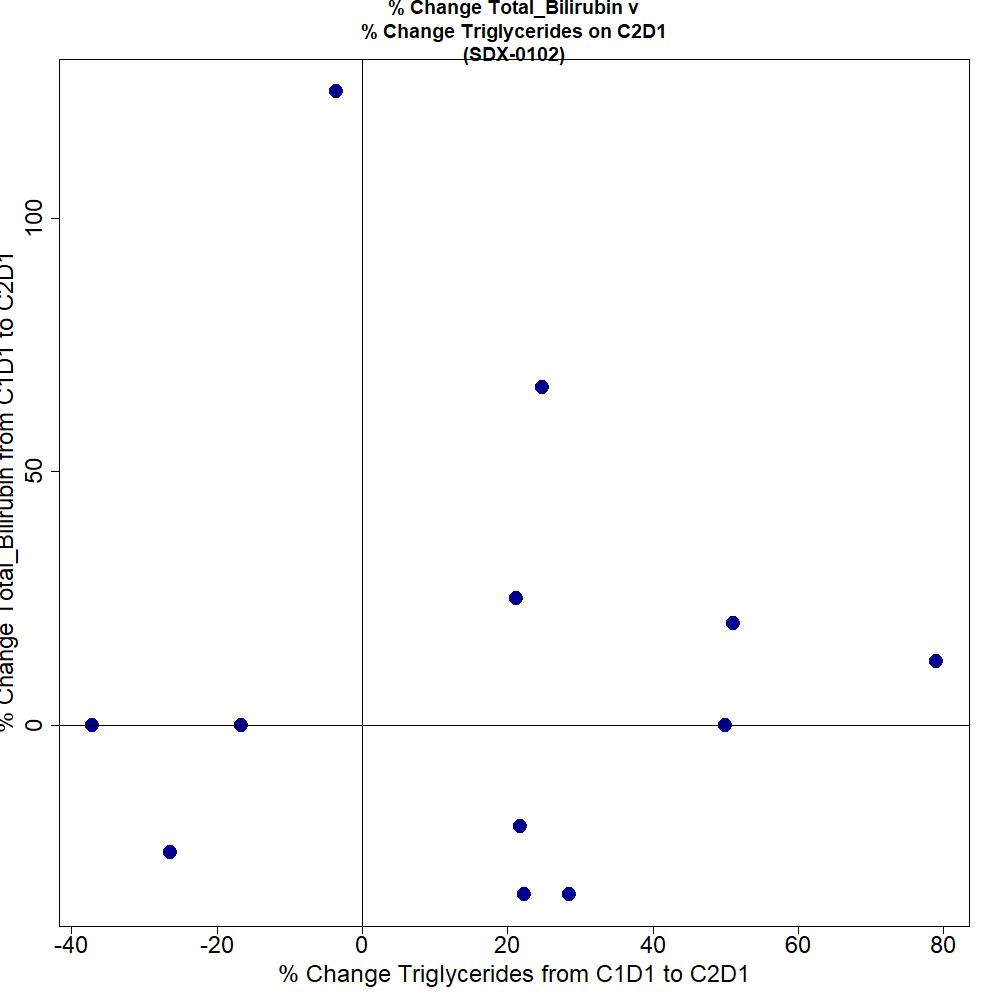 % Change Total_Bilirubin v
% Change Triglycerides on C2D1
(SDX-0102)
% Change Total_Bilirubin from C1D1 to C2D1
100
50
0
-40 -20 0 20 40 60 80
% Change Triglycerides from C1D1 to C2D1